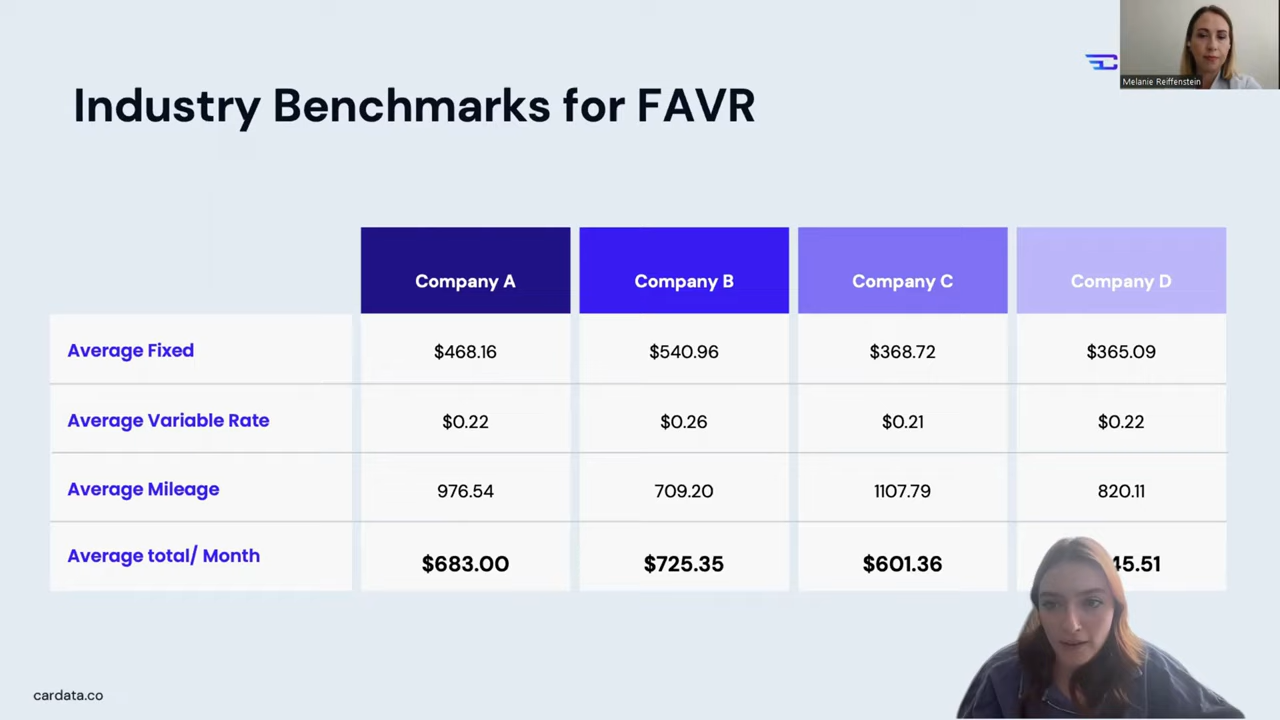 Melanie Reiffenstein
Industry Benchmarks for FAVR
Company A Company B Company C Company D
Average Fixed $468.16 $540.96 $368.72 $365.09
Average Variable Rate $0.22 $0.26 $0.21 $0.22
Average Mileage 976.54 709.20 1107.79 820.11
Average total/ Month $683.00 $725.35 $601.36 45.51
cardata.co